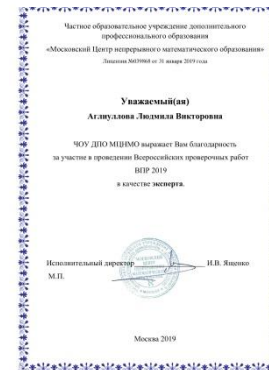 Частное образовательное учреждение дополнительного
профессионального образования
«Московский Центр непрерывного математического образования»
Лицензия №039868 от 31 января 2019 года
Уважаемый(ая)
Аглиуллова Людмила Викторовна
ЧОУ ДПО МЦНМО выражает Вам благодарность
за участие в проведении Всероссийских проверочных работ
ВПР 2019
в качестве эксперта.
Исполнительный директор И.В. Ященко
М.П.
Москва 2019